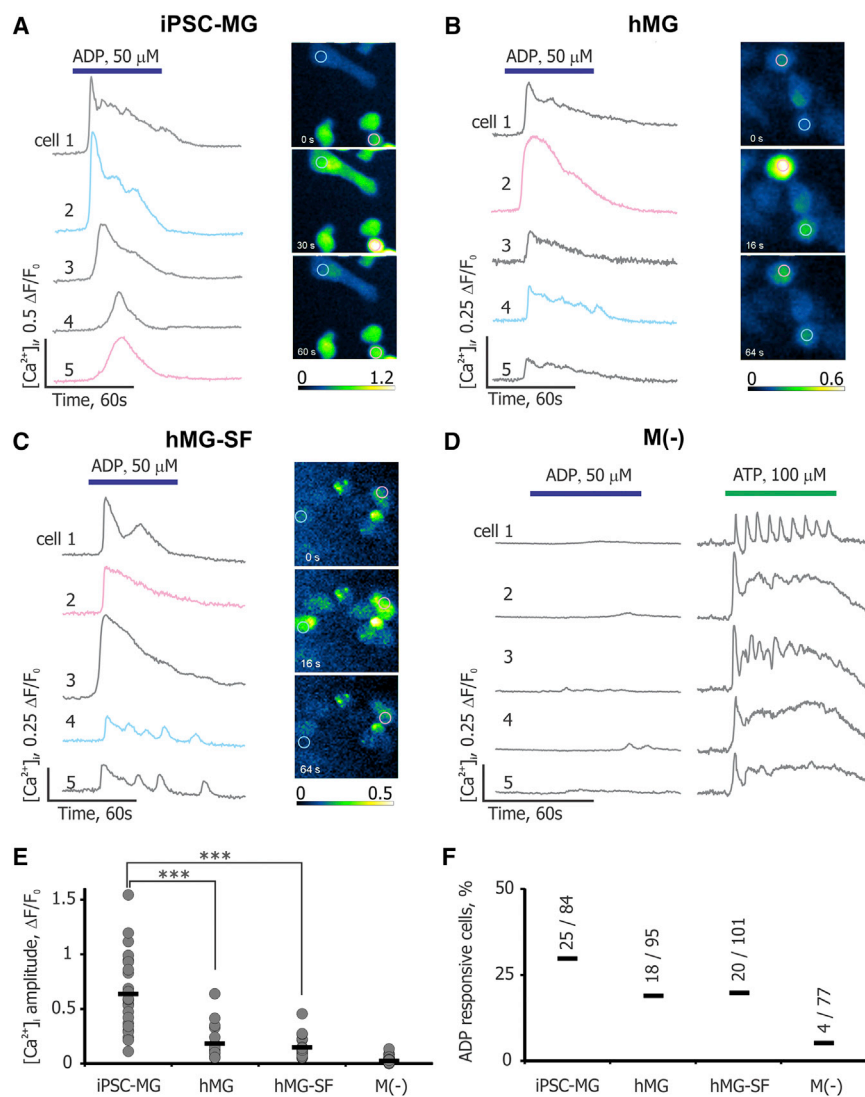 A
iPSC-MG
ADP, 50 μM
cell 1
2
3
4
5
[Ca²⁺]ᵢ, 0.5 ΔF/F₀
Time, 60s
0 s
30 s
60 s
0
1.2
B
hMG
ADP, 50 μM
cell 1
2
3
4
5
[Ca²⁺]ᵢ, 0.25 ΔF/F₀
Time, 60s
0 s
16 s
64 s
0
0.6
C
hMG-SF
ADP, 50 μM
cell 1
2
3
4
5
[Ca²⁺]ᵢ, 0.25 ΔF/F₀
Time, 60s
0 s
16 s
64 s
0
0.5
D
M(-)
ADP, 50 μM
ATP, 100 μM
cell 1
2
3
4
5
[Ca²⁺]ᵢ, 0.25 ΔF/F₀
Time, 60s
E
[Ca²⁺]ᵢ amplitude, ΔF/F₀
1.5
1
0.5
0
***
***
iPSC-MG
hMG
hMG-SF
M(-)
F
ADP responsive cells, %
50
25
0
25 / 84
18 / 95
20 / 101
4 / 77
iPSC-MG
hMG
hMG-SF
M(-)